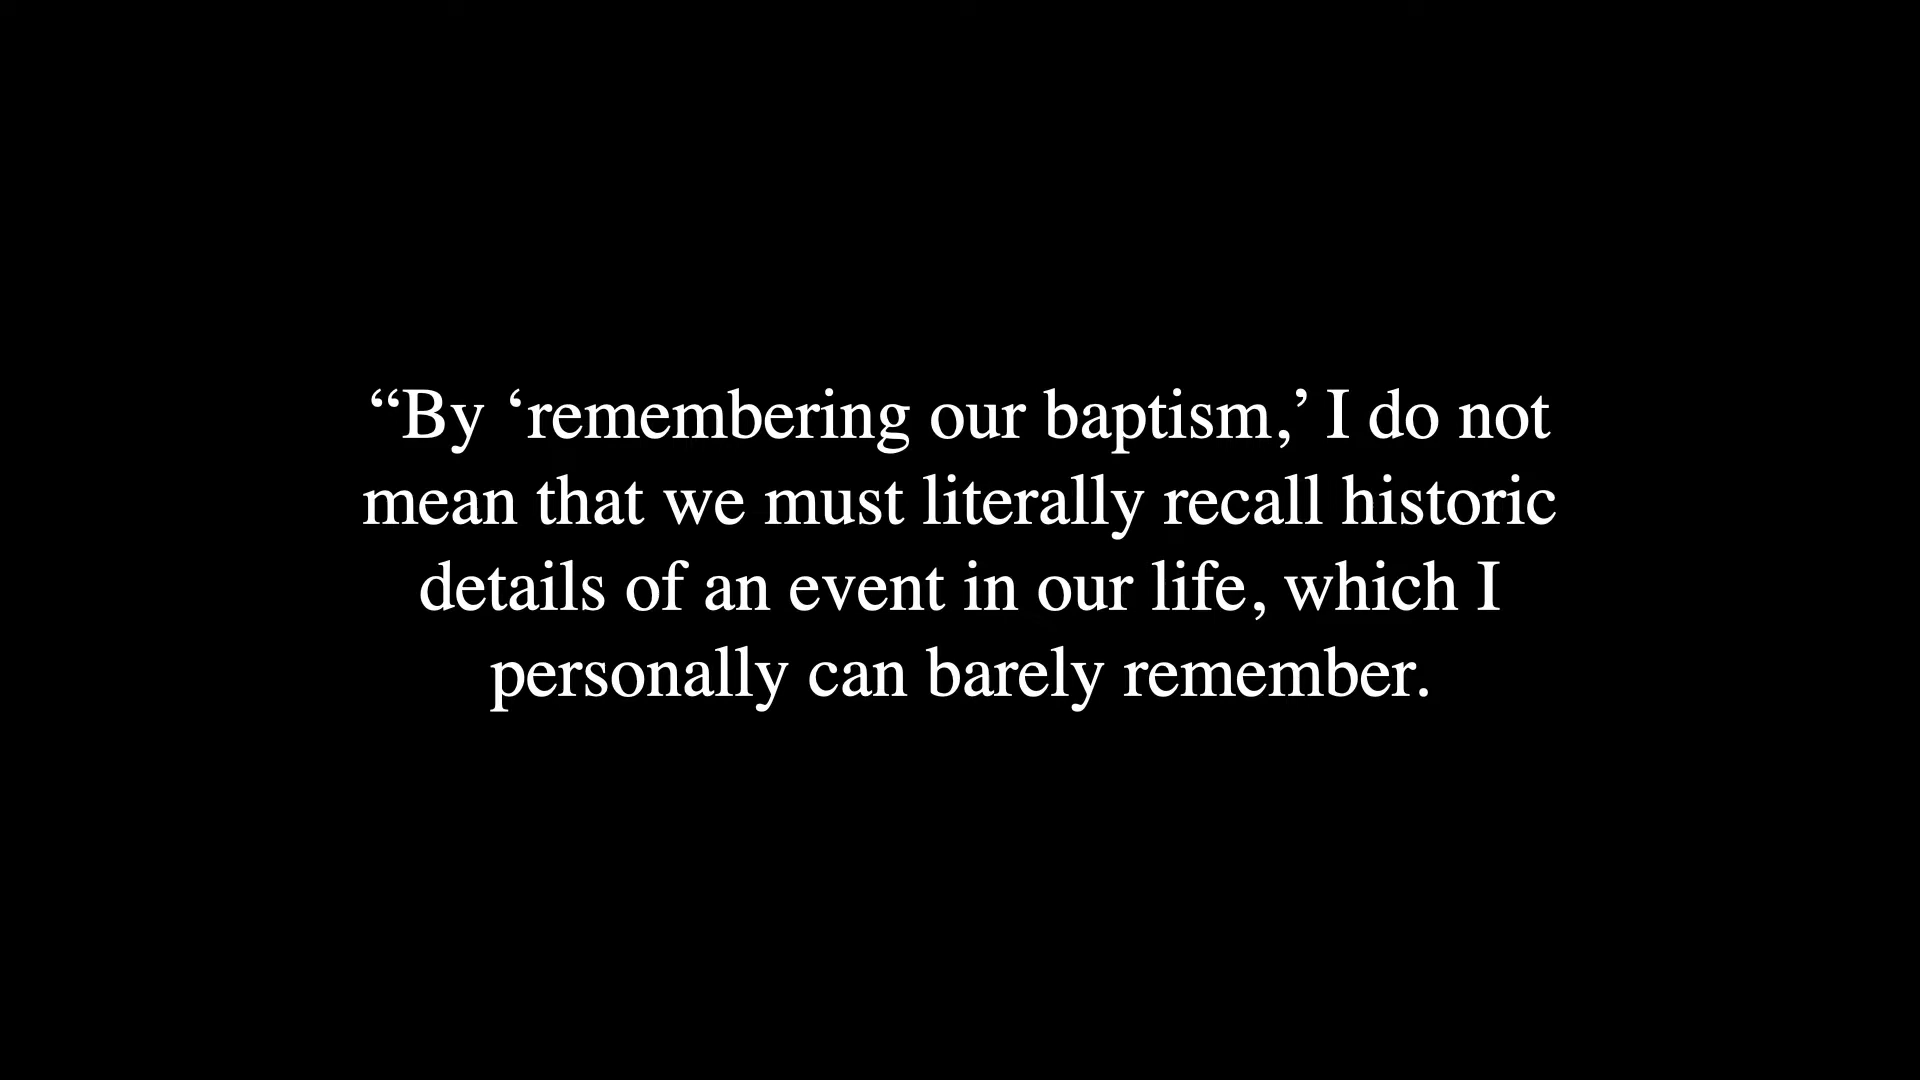 “By ‘remembering our baptism,’ I do not
mean that we must literally recall historic
details of an event in our life, which I
personally can barely remember.